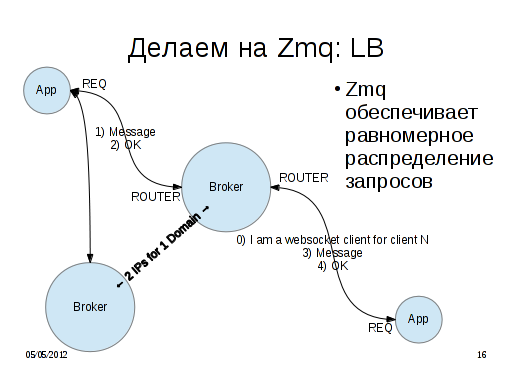 Делаем на Zmq: LB
App
REQ
• Zmq
обеспечивает
равномерное
распределение
запросов
1) Message
2) OK
ROUTER
Broker
ROUTER
← 2 IPs for 1 Domain →
0) I am a websocket client for client N
3) Message
4) OK
Broker
REQ
App
05/05/2012
16